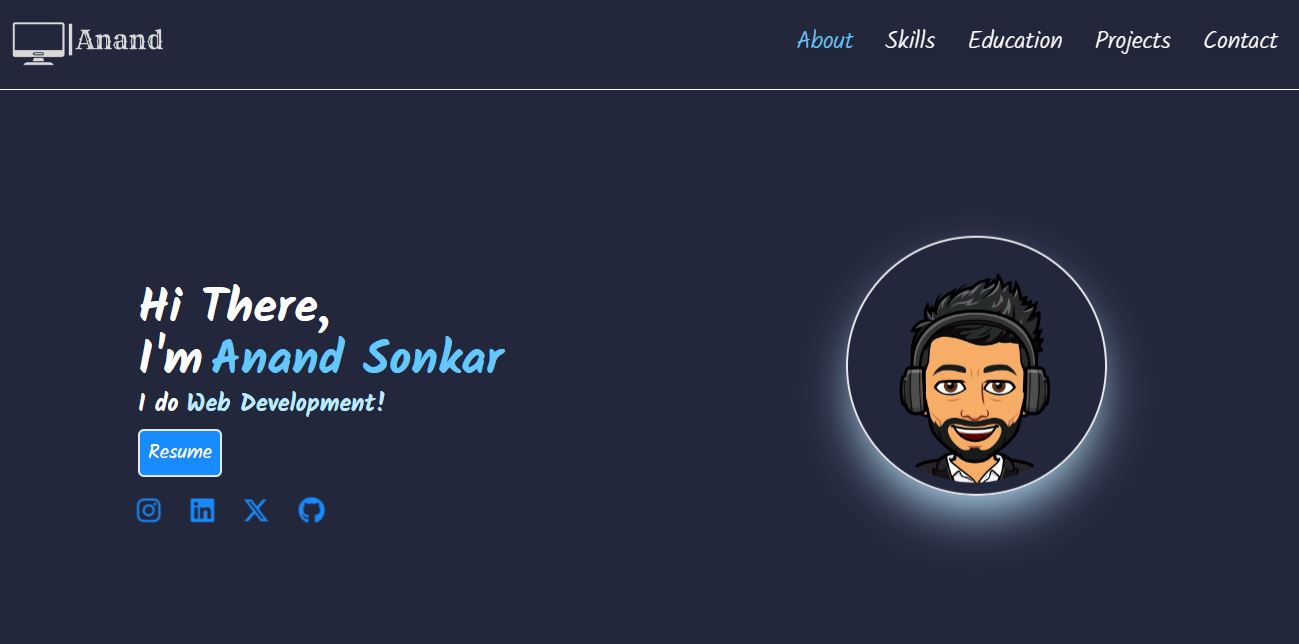 Anand
About Skills Education Projects Contact
Hi There,
I'm Anand Sonkar
I do Web Development!
Resume